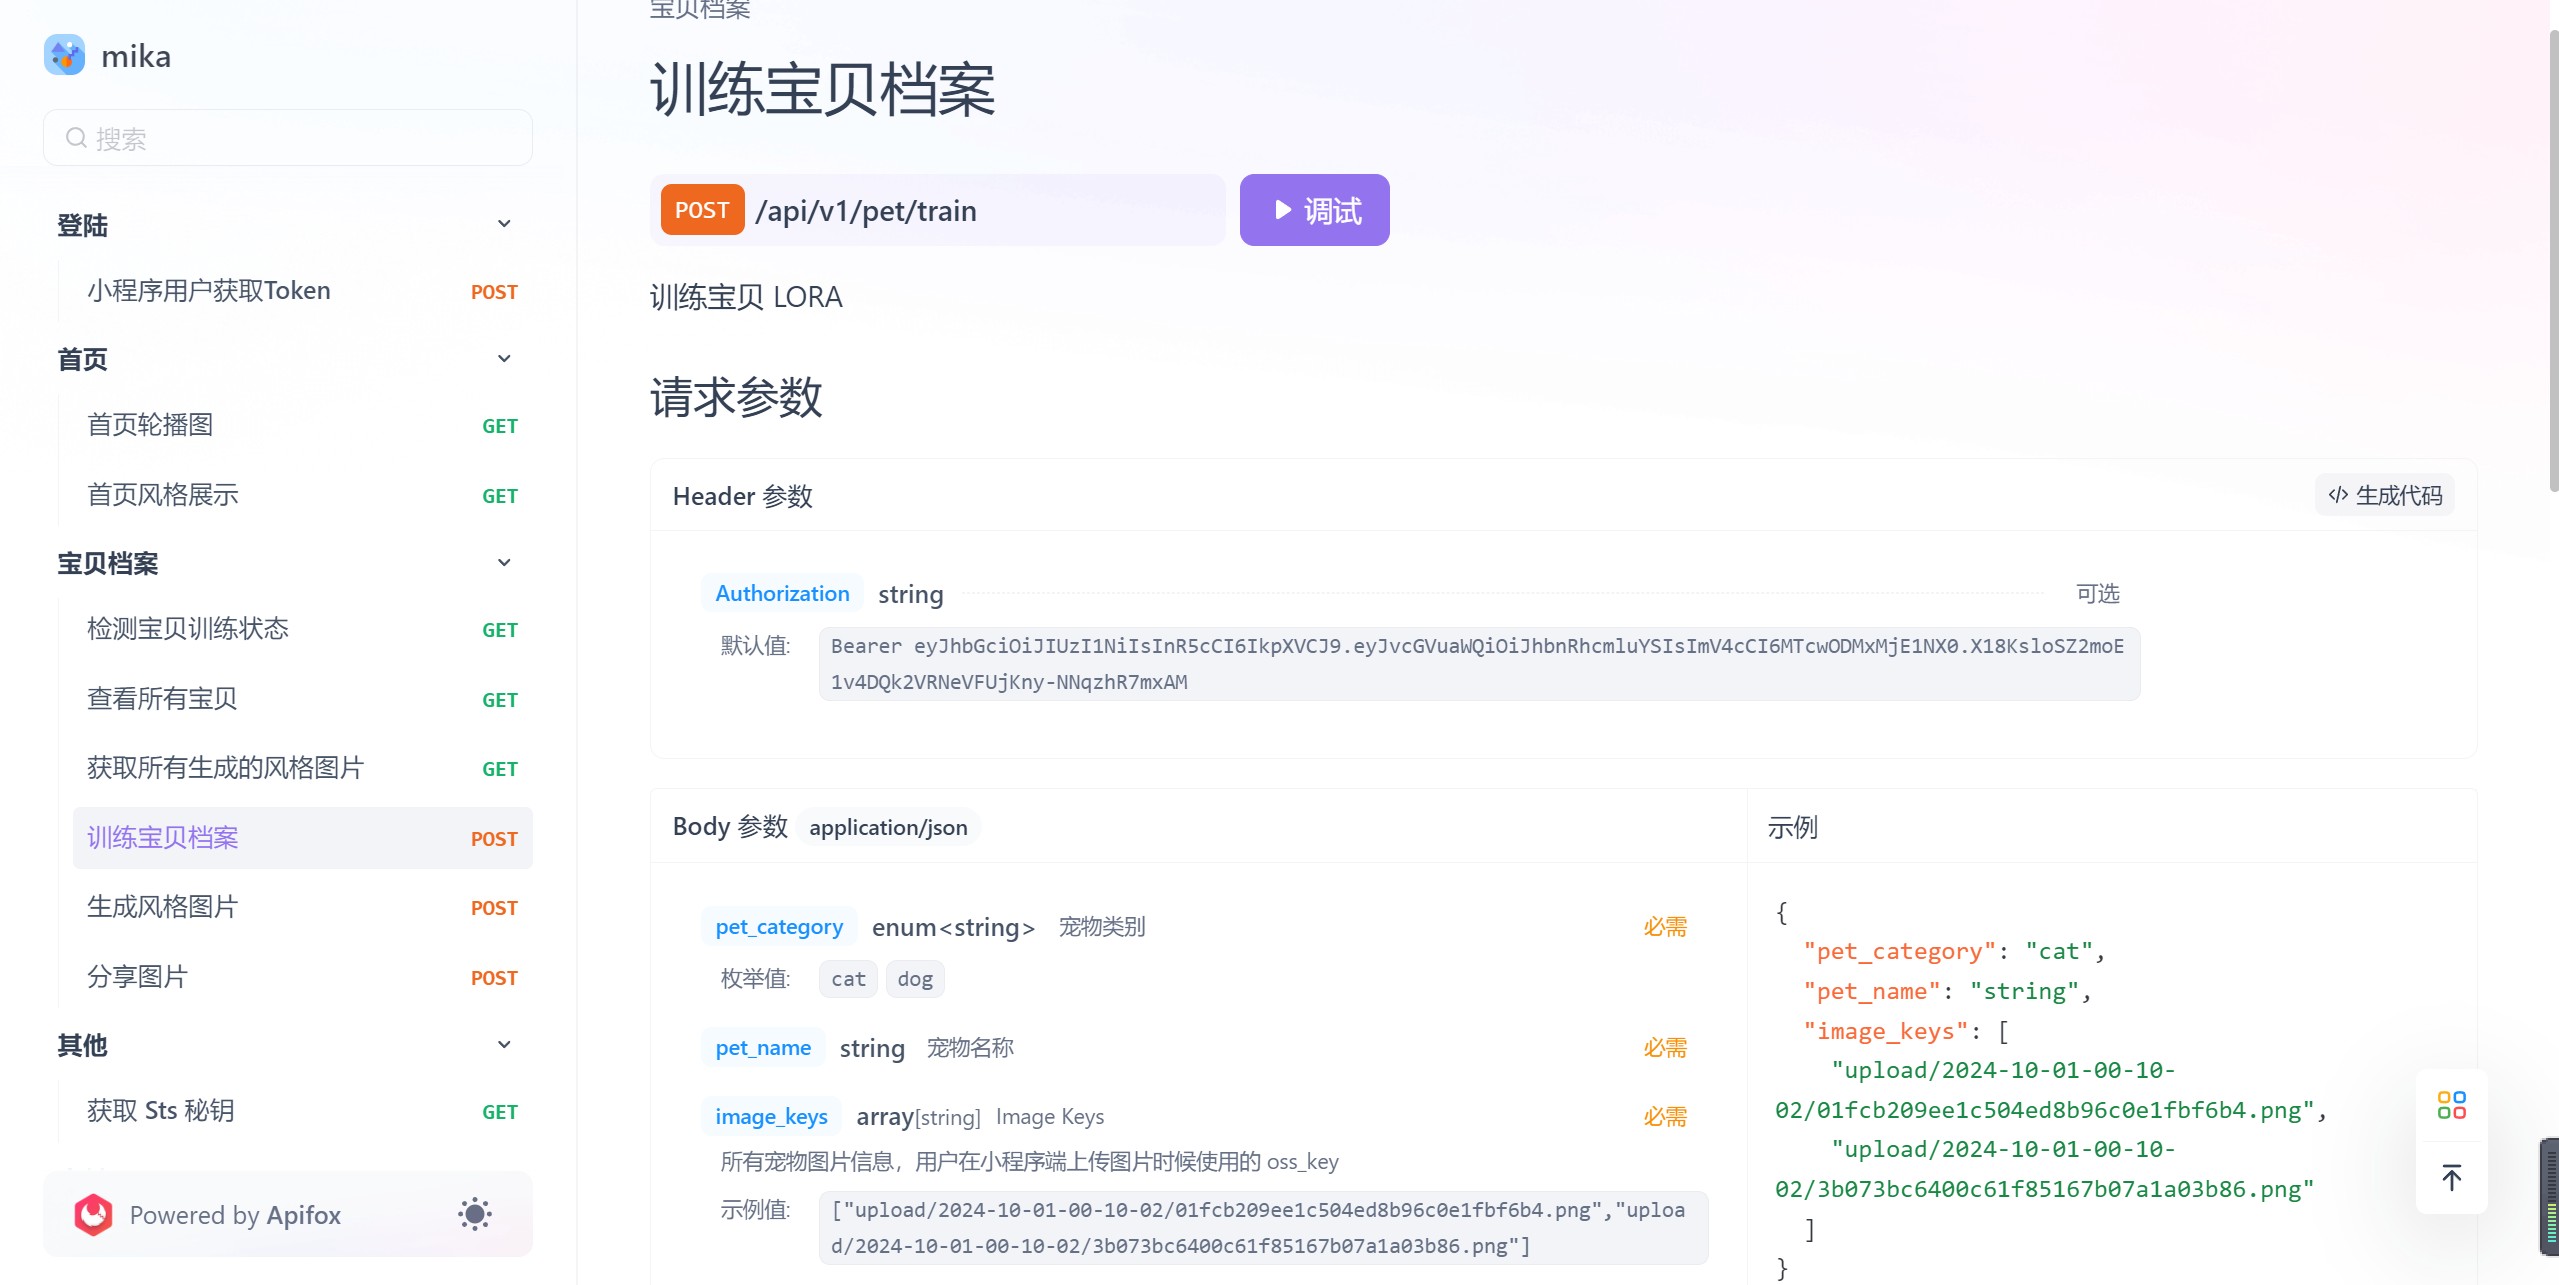 mika
搜索
登陆
小程序用户获取Token POST
首页
首页轮播图 GET
首页风格展示 GET
宝贝档案
检测宝贝训练状态 GET
查看所有宝贝 GET
获取所有生成的风格图片 GET
训练宝贝档案 POST
生成风格图片 POST
分享图片 POST
其他
获取 Sts 秘钥 GET
Powered by Apifox
宝贝档案
训练宝贝档案
POST /api/v1/pet/train 调试
训练宝贝 LORA
请求参数
Header 参数 </> 生成代码
Authorization string 可选
默认值: Bearer eyJhbGciOiJIUzI1NiIsInR5cCI6IkpXVCJ9.eyJvcGVuaWQiOiJhbnRhcmluYSIsImV4cCI6MTcwODMxMjE1NX0.X18KsloSZ2moE
1v4DQk2VRNeVFUjKny-NNqzhR7mxAM
Body 参数 application/json
pet_category enum<string> 宠物类别 必需
枚举值: cat dog
pet_name string 宠物名称 必需
image_keys array[string] Image Keys 必需
所有宠物图片信息，用户在小程序端上传图片时候使用的 oss_key
示例值: ["upload/2024-10-01-00-10-02/01fcb209ee1c504ed8b96c0e1fbf6b4.png","uploa
d/2024-10-01-00-10-02/3b073bc6400c61f85167b07a1a03b86.png"]
示例
{
"pet_category": "cat",
"pet_name": "string",
"image_keys": [
"upload/2024-10-01-00-10-
02/01fcb209ee1c504ed8b96c0e1fbf6b4.png",
"upload/2024-10-01-00-10-
02/3b073bc6400c61f85167b07a1a03b86.png"
]
}